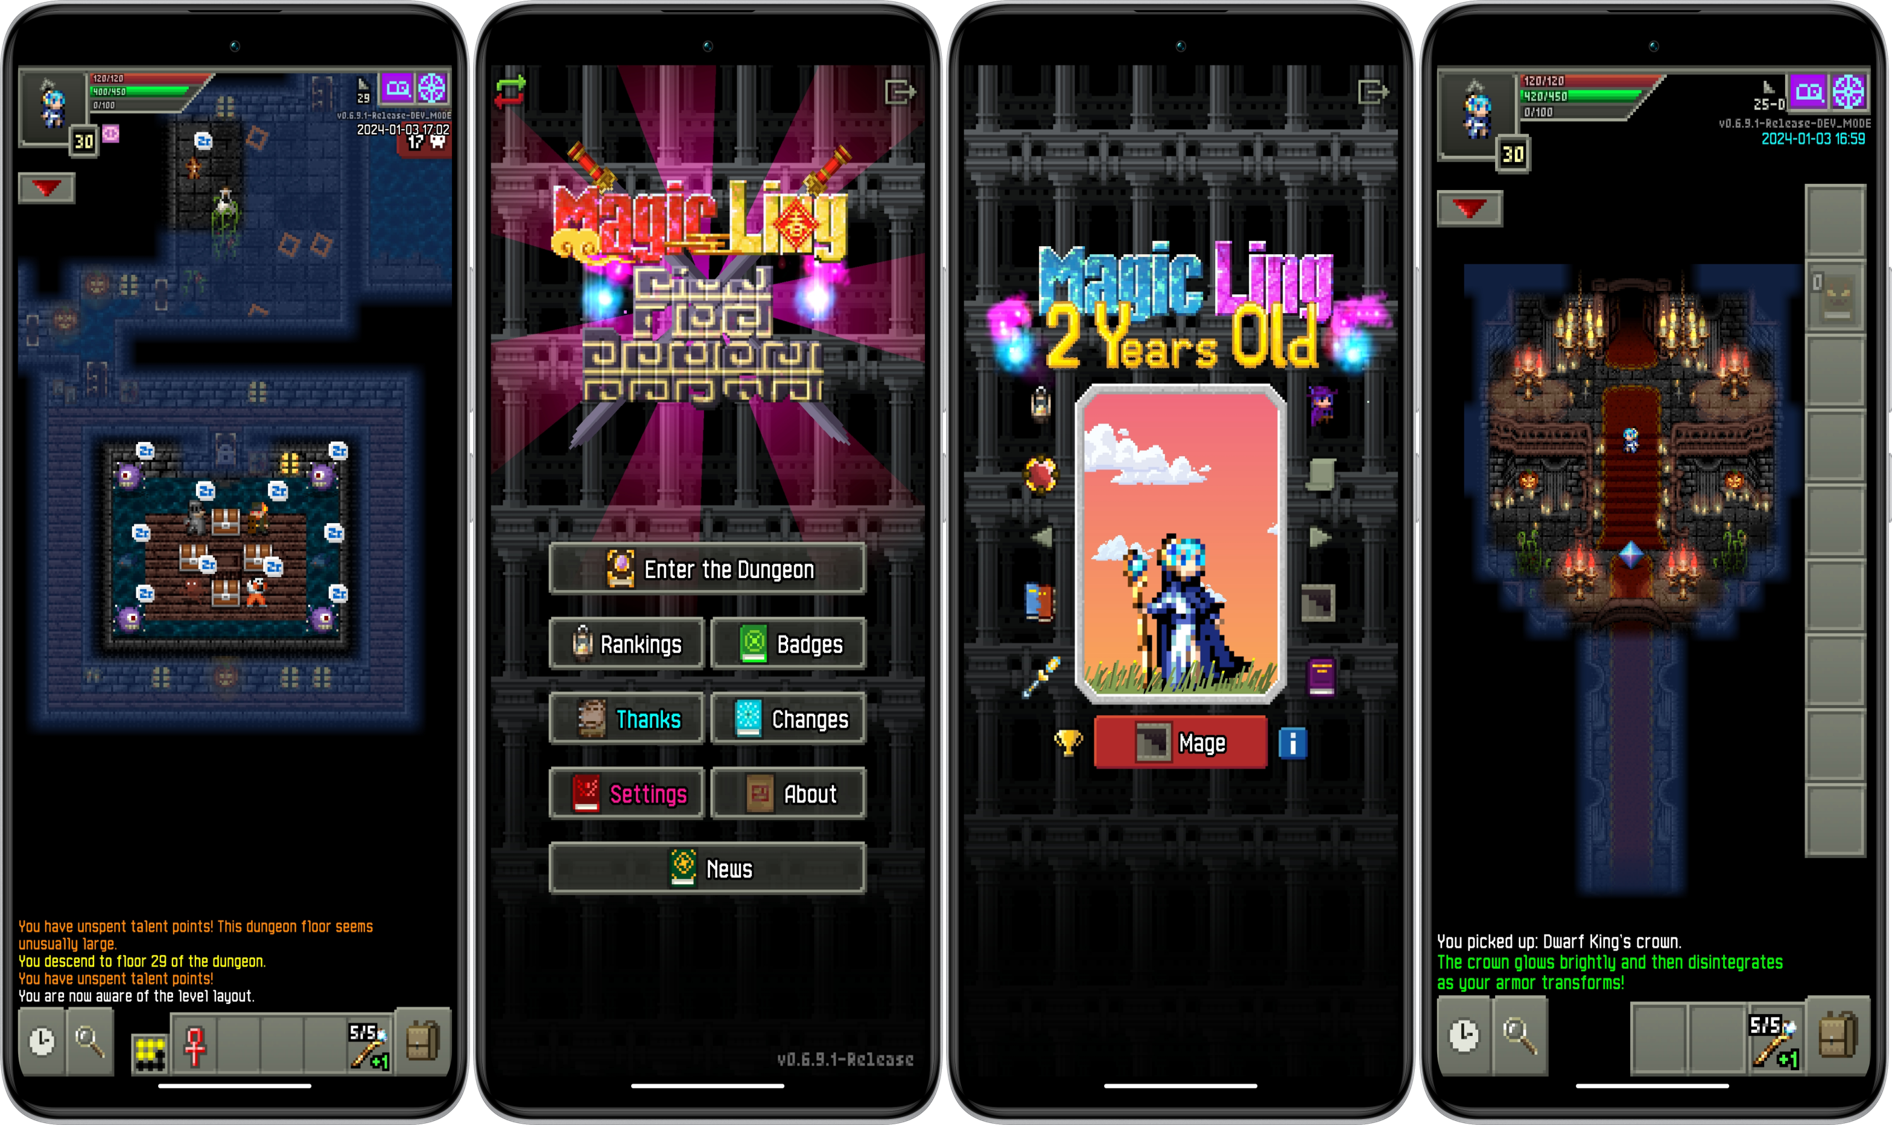 120/120
400/450
0/100
30
29
v0.6.9.1-Release-DEV_MODE
2024-01-03 17:02
17
You have unspent talent points! This dungeon floor seems
unusually large.
You descend to floor 29 of the dungeon.
You have unspent talent points!
You are now aware of the level layout.
5/5
+1
Magic Ling
Enter the Dungeon
Rankings
Badges
Thanks
Changes
Settings
About
News
v0.6.9.1-Release
Magic Ling
2 Years Old
Mage
120/120
420/450
0/100
30
25-D
v0.6.9.1-Release-DEV_MODE
2024-01-03 16:59
0
You picked up: Dwarf King's crown.
The crown glows brightly and then disintegrates
as your armor transforms!
5/5
+1